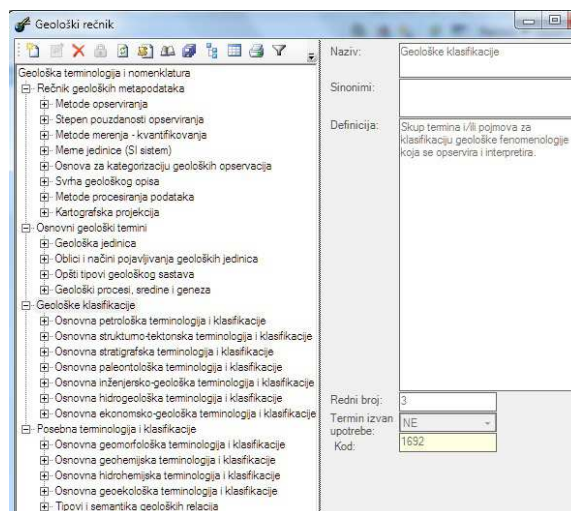 Geološki rečnik
Geološka terminologija i nomenklatura
Rečnik geoloških metapodataka
Metode opserviranja
Stepen pouzdanosti opserviranja
Metode merenja - kvantifikovanja
Merne jedinice (SI sistem)
Osnova za kategorizaciju geoloških opservacija
Svrha geološkog opisa
Metode procesiranja podataka
Kartografska projekcija
Osnovni geološki termini
Geološka jedinica
Oblici i načini pojavljivanja geoloških jedinica
Opšti tipovi geološkog sastava
Geološki procesi, sredine i geneza
Geološke klasifikacije
Osnovna petrološka terminologija i klasifikacije
Osnovna strukturno-tektonska terminologija i klasifikacije
Osnovna stratigrafska terminologija i klasifikacije
Osnovna paleontološka terminologija i klasifikacije
Osnovna inženjersko-geološka terminologija i klasifikacije
Osnovna hidrogeološka terminologija i klasifikacije
Osnovna ekonomsko-geološka terminologija i klasifikacije
Posebna terminologija i klasifikacije
Osnovna geomorfološka terminologija i klasifikacije
Osnovna geohemijska terminologija i klasifikacije
Osnovna hidrohemijska terminologija i klasifikacije
Osnovna geoekološka terminologija i klasifikacije
Tipovi i semantika geoloških relacija
Naziv: Geološke klasifikacije
Sinonimi:
Definicija: Skup termina i/ili pojmova za
klasifikaciju geološke fenomenologije
koja se opservira i interpretira.
Redni broj: 3
Termin izvan
upotrebe: NE
Kod: 1692